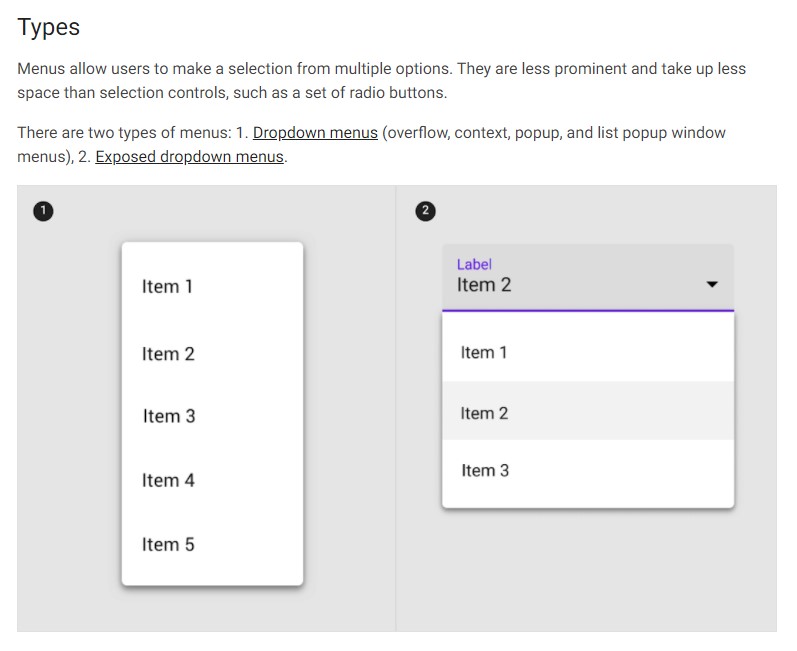 Types
Menus allow users to make a selection from multiple options. They are less prominent and take up less
space than selection controls, such as a set of radio buttons.
There are two types of menus: 1. Dropdown menus (overflow, context, popup, and list popup window
menus), 2. Exposed dropdown menus.
1
Item 1
Item 2
Item 3
Item 4
Item 5
2
Label
Item 2
Item 1
Item 2
Item 3